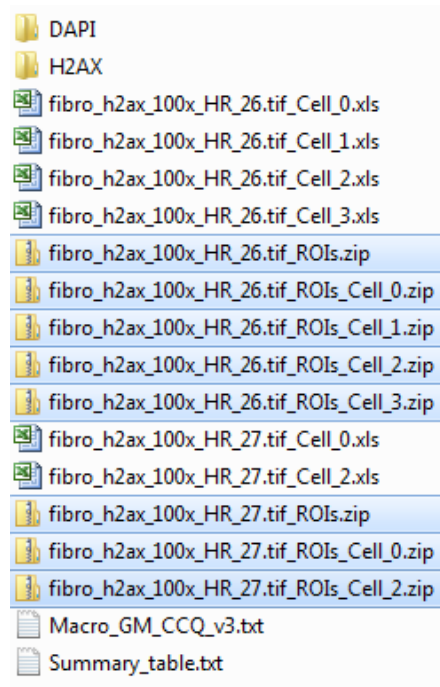 DAPI
H2AX
fibro_h2ax_100x_HR_26.tif_Cell_0.xls
fibro_h2ax_100x_HR_26.tif_Cell_1.xls
fibro_h2ax_100x_HR_26.tif_Cell_2.xls
fibro_h2ax_100x_HR_26.tif_Cell_3.xls
fibro_h2ax_100x_HR_26.tif_ROIs.zip
fibro_h2ax_100x_HR_26.tif_ROIs_Cell_0.zip
fibro_h2ax_100x_HR_26.tif_ROIs_Cell_1.zip
fibro_h2ax_100x_HR_26.tif_ROIs_Cell_2.zip
fibro_h2ax_100x_HR_26.tif_ROIs_Cell_3.zip
fibro_h2ax_100x_HR_27.tif_Cell_0.xls
fibro_h2ax_100x_HR_27.tif_Cell_2.xls
fibro_h2ax_100x_HR_27.tif_ROIs.zip
fibro_h2ax_100x_HR_27.tif_ROIs_Cell_0.zip
fibro_h2ax_100x_HR_27.tif_ROIs_Cell_2.zip
Macro_GM_CCQ_v3.txt
Summary_table.txt